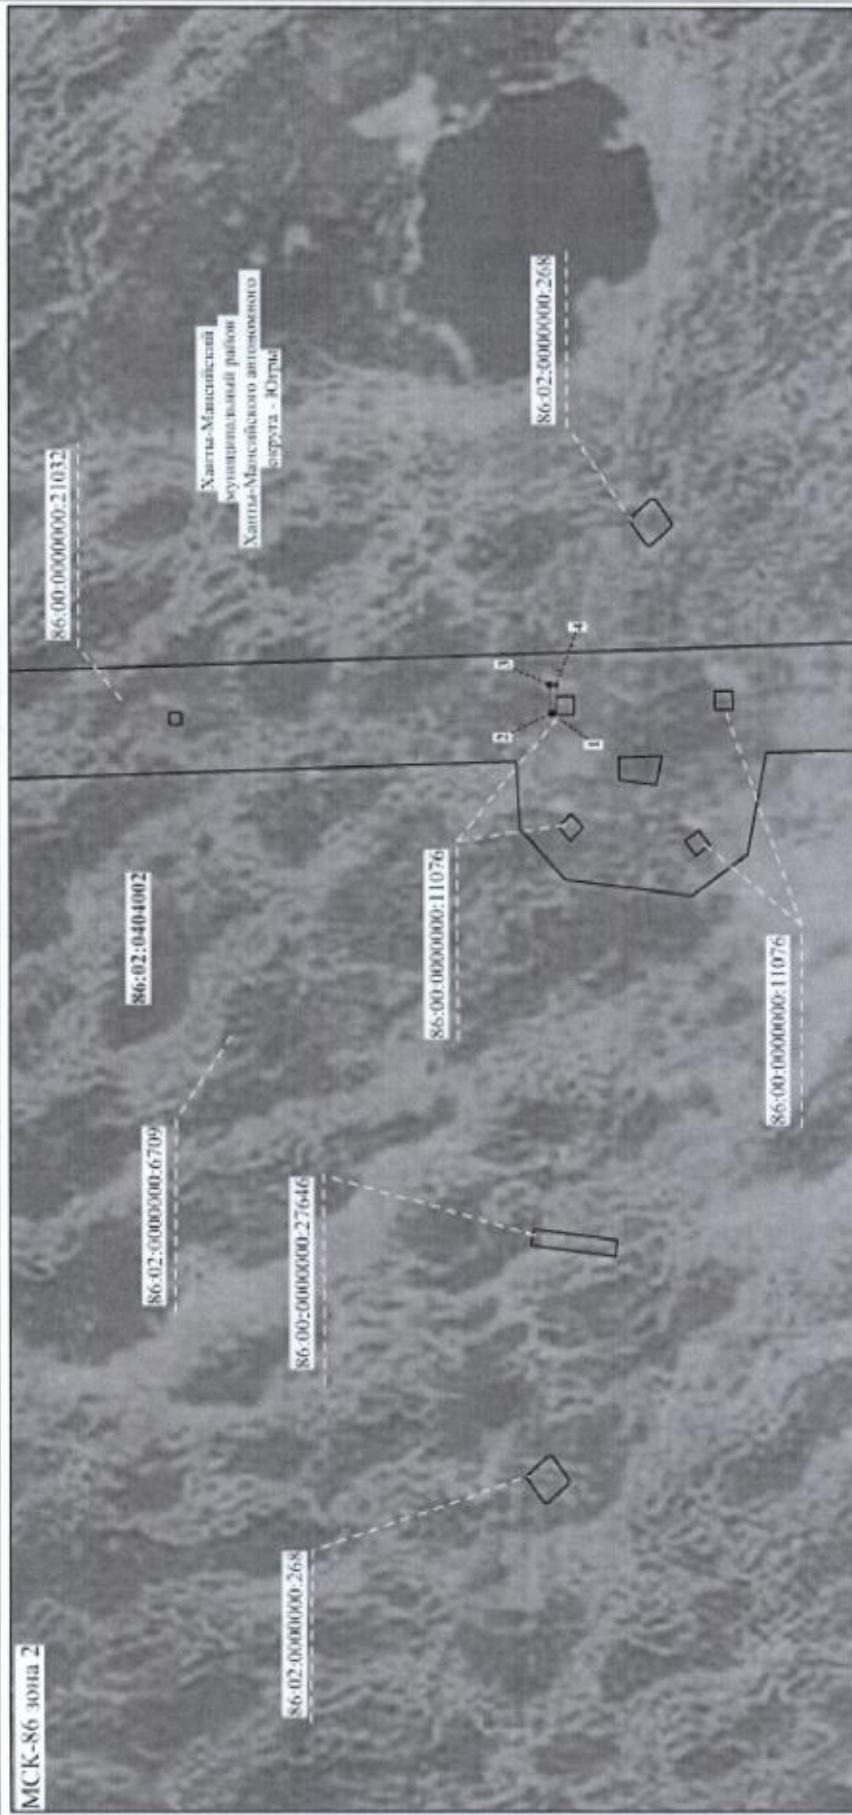 МСК-86 зона 2
86:02:0000000:268
86:02:0000000:6709
86:00:0000000:27646
86:02:0404002
86:00:0000000:11076
86:00:0000000:11076
86:00:0000000:21032
Ханты-Мансийский
муниципальный район
Ханты-Мансийского автономного
округа - Югры
86:02:0000000:268
2
3
1
4